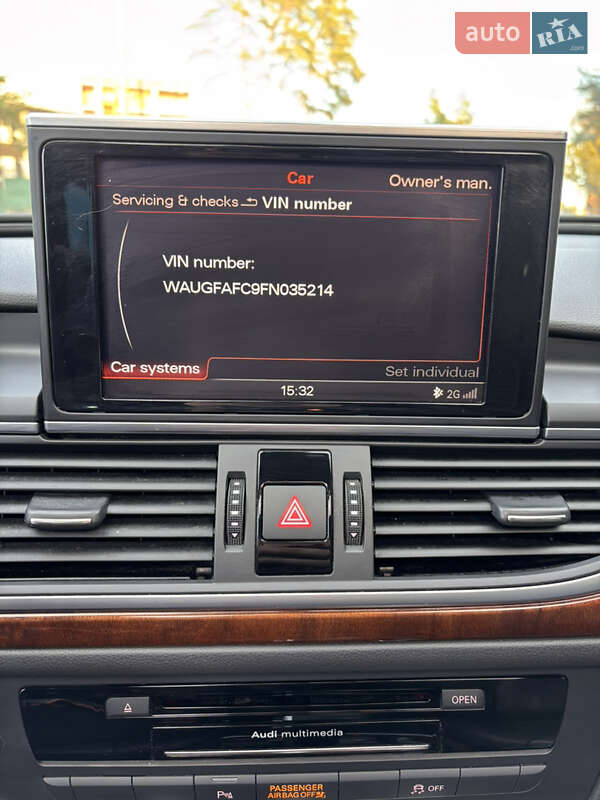 auto RIA.com
Car
Owner's man.
Servicing & checks VIN number
VIN number:
WAUGFAFC9FN035214
Car systems
Set individual
15:32
2G
OPEN
Audi multimedia
PASSENGER
AIRBAG OFF
OFF